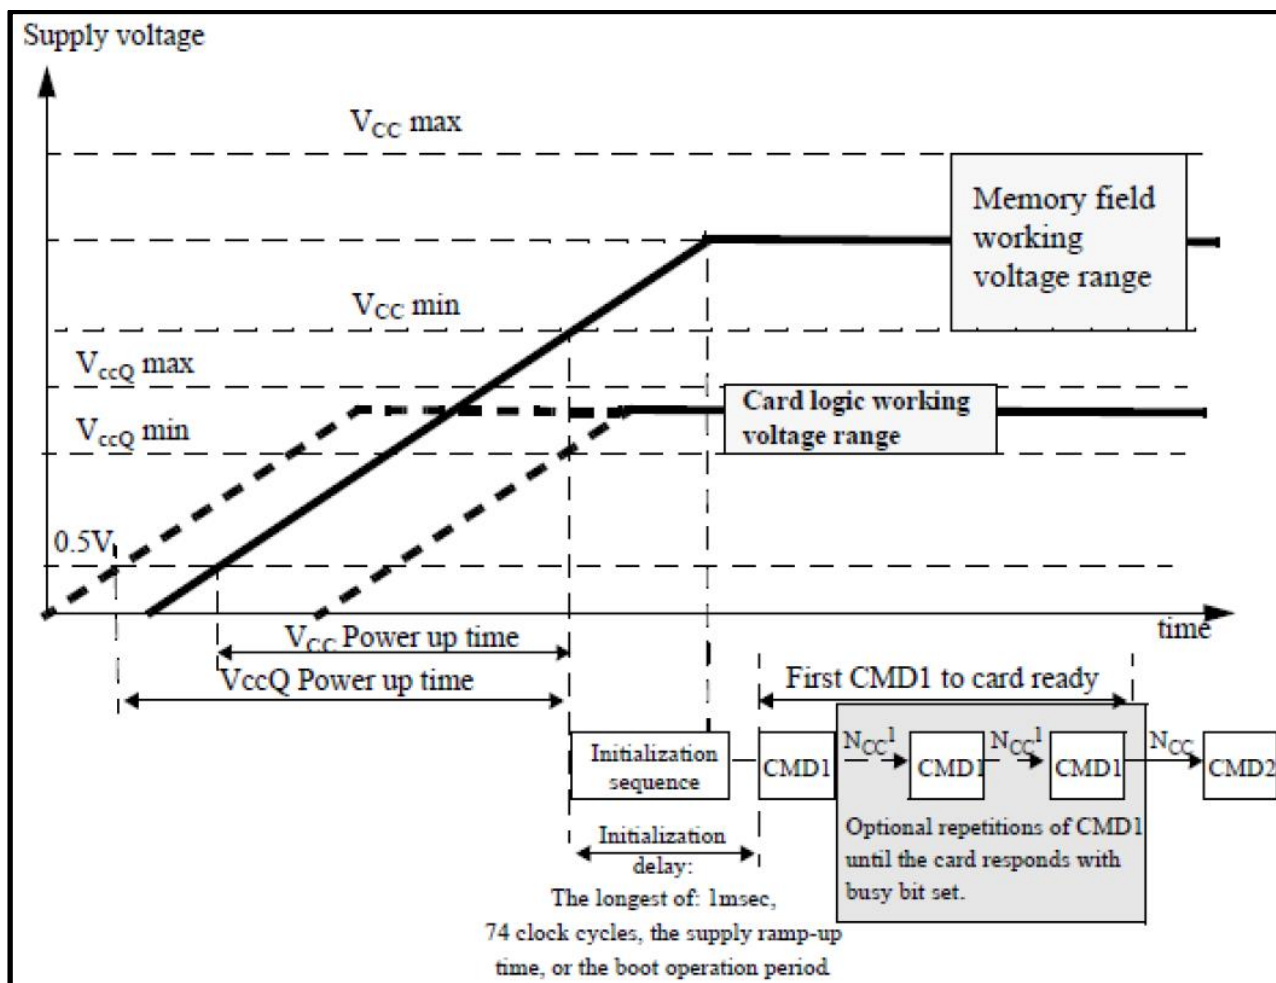 Supply voltage
VCC max
Memory field
working
voltage range
VCC min
VccQ max
Card logic working
voltage range
VccQ min
0.5V
time
VCC Power up time
VccQ Power up time
First CMD1 to card ready
Initialization
sequence
CMD1
NCC1
CMD1
NCC1
CMD1
NCC
CMD2
Optional repetitions of CMD1
until the card responds with
busy bit set.
Initialization
delay:
The longest of: 1msec,
74 clock cycles, the supply ramp-up
time, or the boot operation period